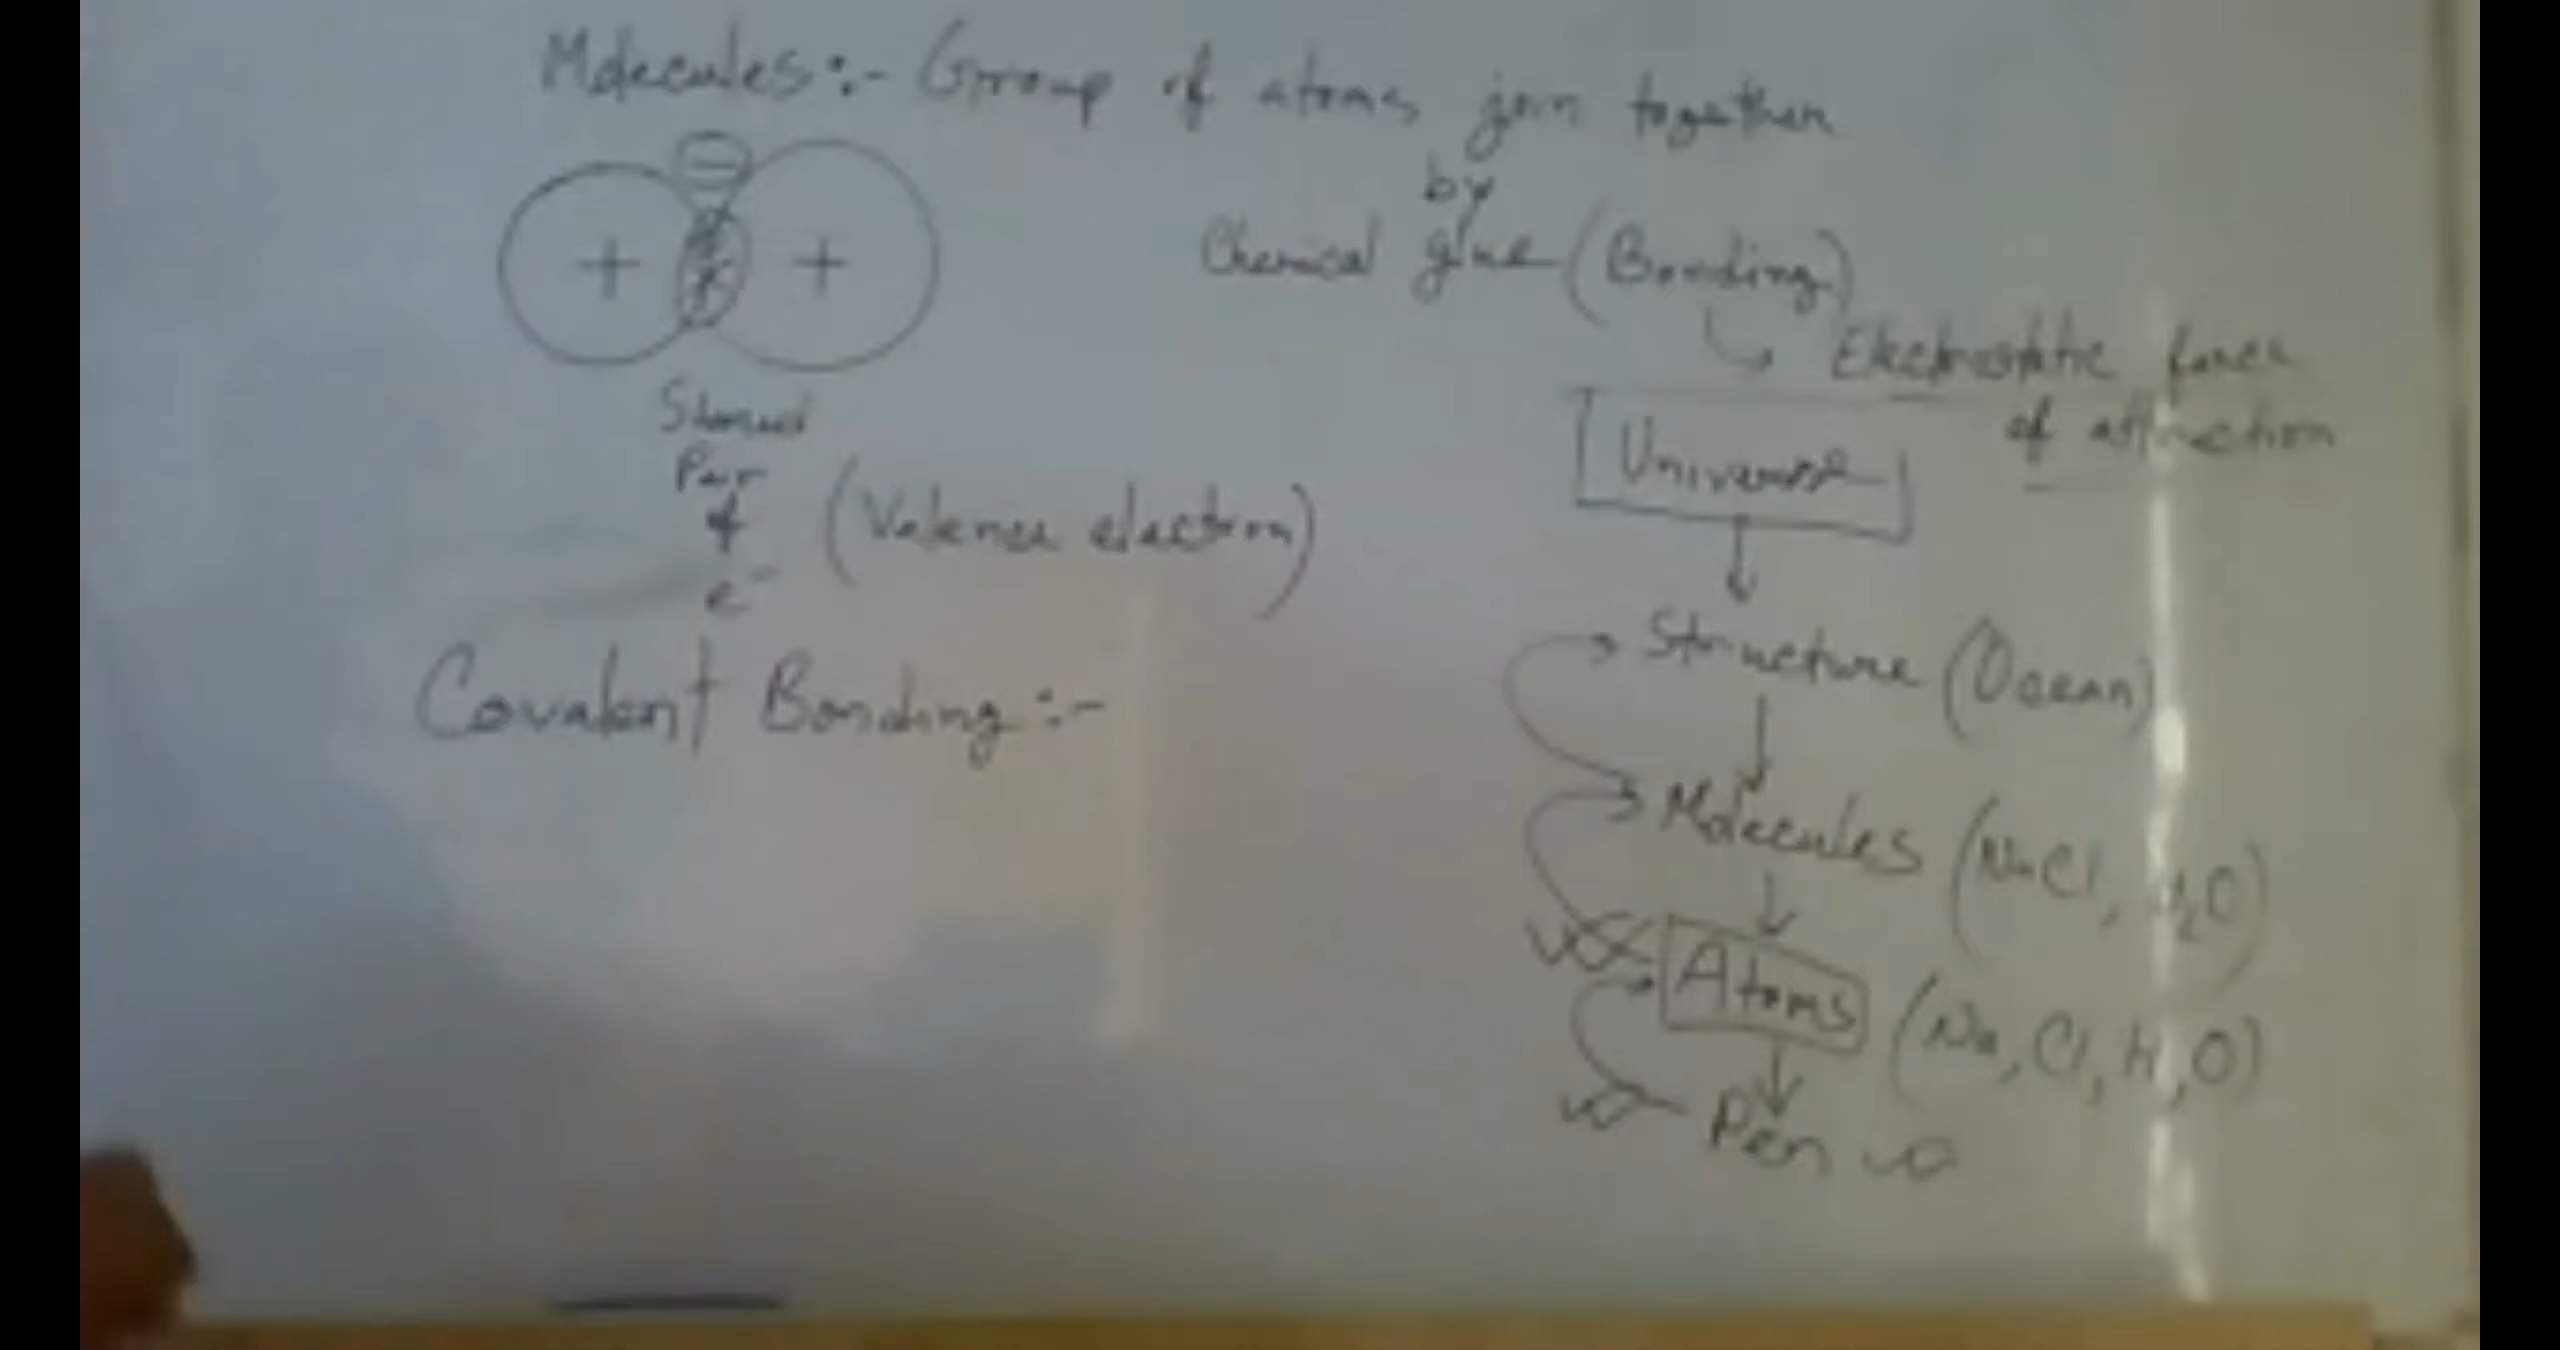 Molecules:- Group of atoms join together
by
Chemical glue (Bonding)
Electrostatic forces
of attraction
−
+ +
Shared
Pair
of
e⁻
(Valence electron)
Covalent Bonding:-
Universe
Structure (Ocean)
Molecules (NaCl, H₂O)
Atoms (Na, Cl, H, O)
Pen